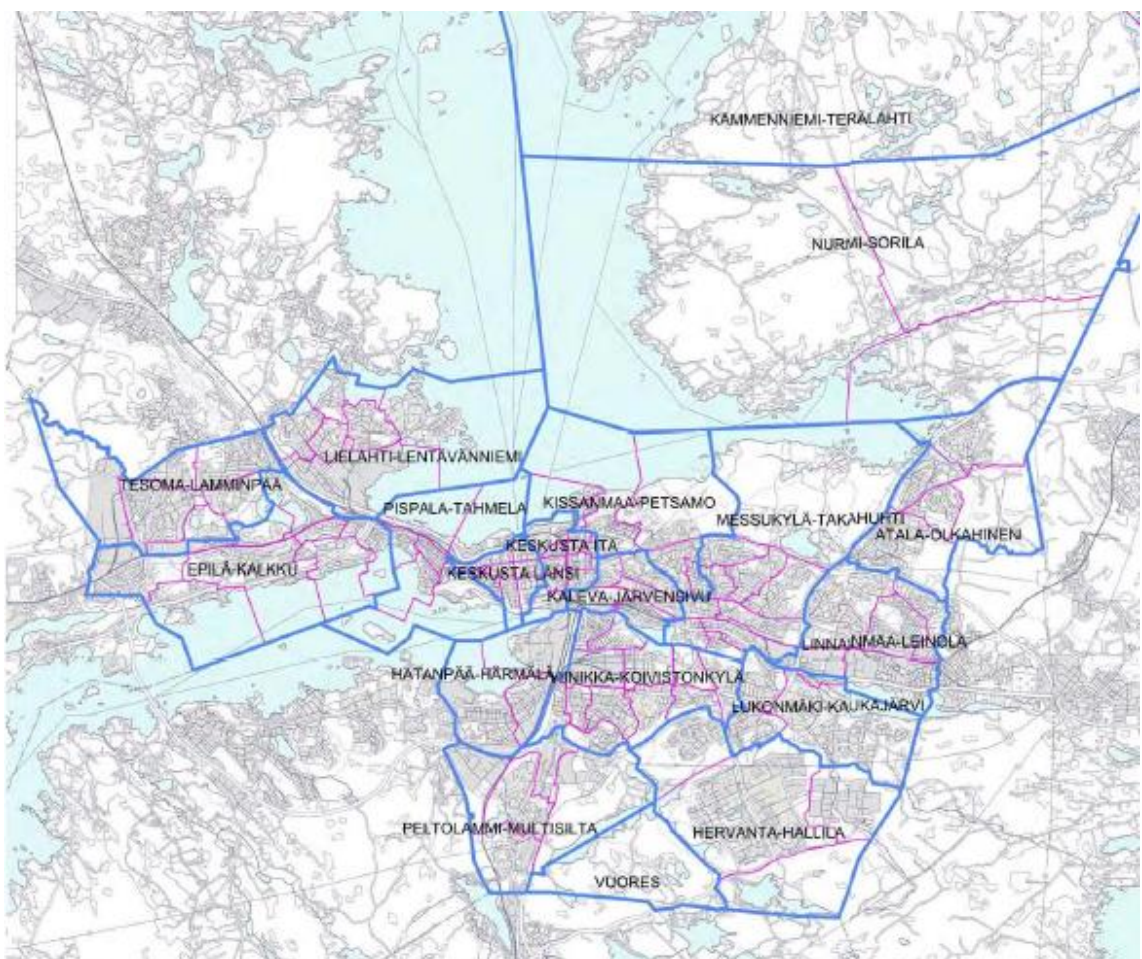 KÄMMENNIEMI-TERÄLAHTI
NURMI-SORILA
LIELAHTI-LENTÄVÄNNIEMI
TESOMA-LAMMINPÄÄ
PISPALA-TAHMELA
KISSANMAA-PETSAMO
MESSUKYLÄ-TAKAHUHTI
ATALA-OLKAHINEN
KESKUSTA ITÄ
EPILÄ-KALKKU
KESKUSTA LÄNSI
KALEVA-JÄRVENSIVU
LINNAINMAA-LEINOLA
HATANPÄÄ-HÄRMÄLÄ
VIINIKKA-KOIVISTONKYLÄ
LUKONMÄKI-KAUKAJÄRVI
PELTOLAMMI-MULTISILTA
HERVANTA-HALLILA
VUORES